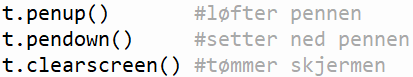 t.penup() #løfter pennen
t.pendown() #setter ned pennen
t.clearscreen() #tømmer skjermen